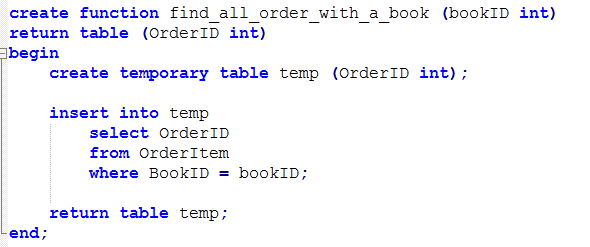 create function find_all_order_with_a_book (bookID int)
return table (OrderID int)
begin
    create temporary table temp (OrderID int);
    insert into temp
        select OrderID
        from OrderItem
        where BookID = bookID;
    return table temp;
end;